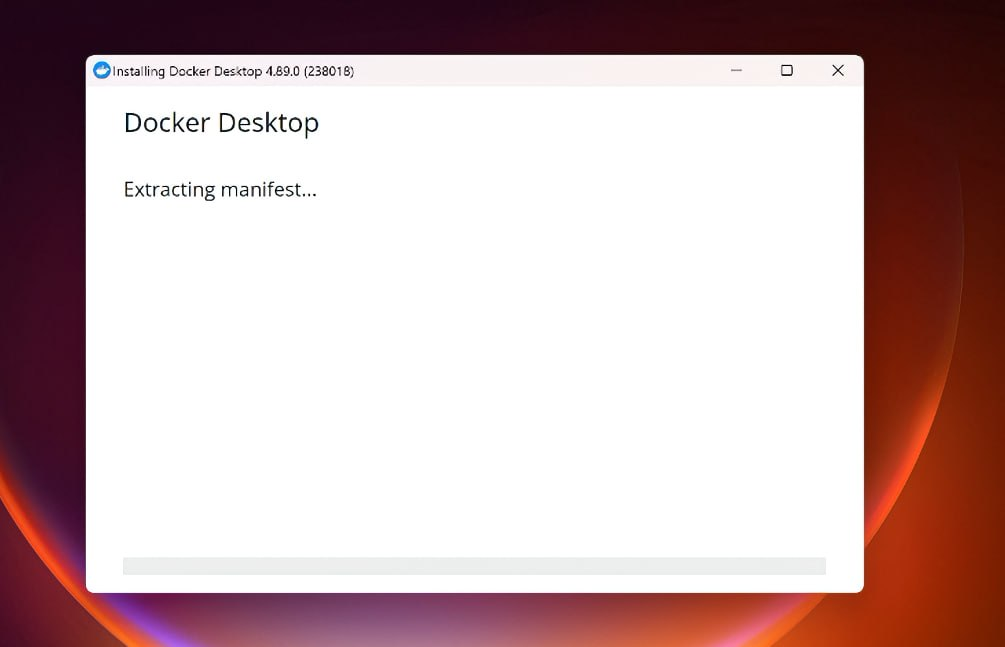 Installing Docker Desktop 4.89.0 (238018)
Docker Desktop
Extracting manifest...